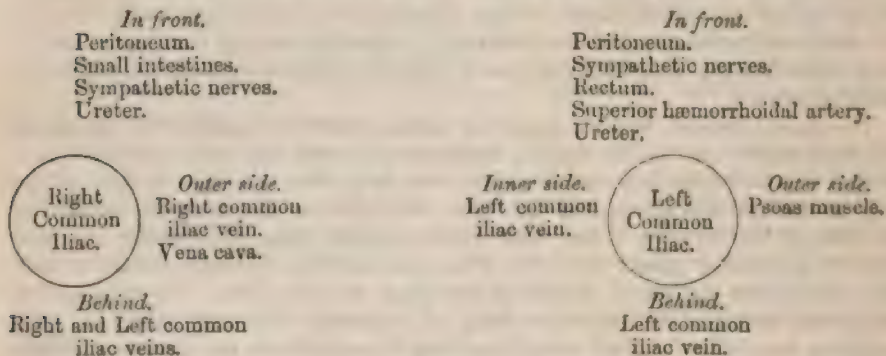 In front.
Peritoneum.
Small intestines.
Sympathetic nerves.
Ureter.
Right
Common
Iliac.
Outer side.
Right common
iliac vein.
Vena cava.
Behind.
Right and Left common
iliac veins.
In front.
Peritoneum.
Sympathetic nerves.
Rectum.
Superior hæmorrhoidal artery.
Ureter.
Inner side.
Left common
iliac vein.
Left
Common
Iliac.
Outer side.
Psoas muscle.
Behind.
Left common
iliac vein.